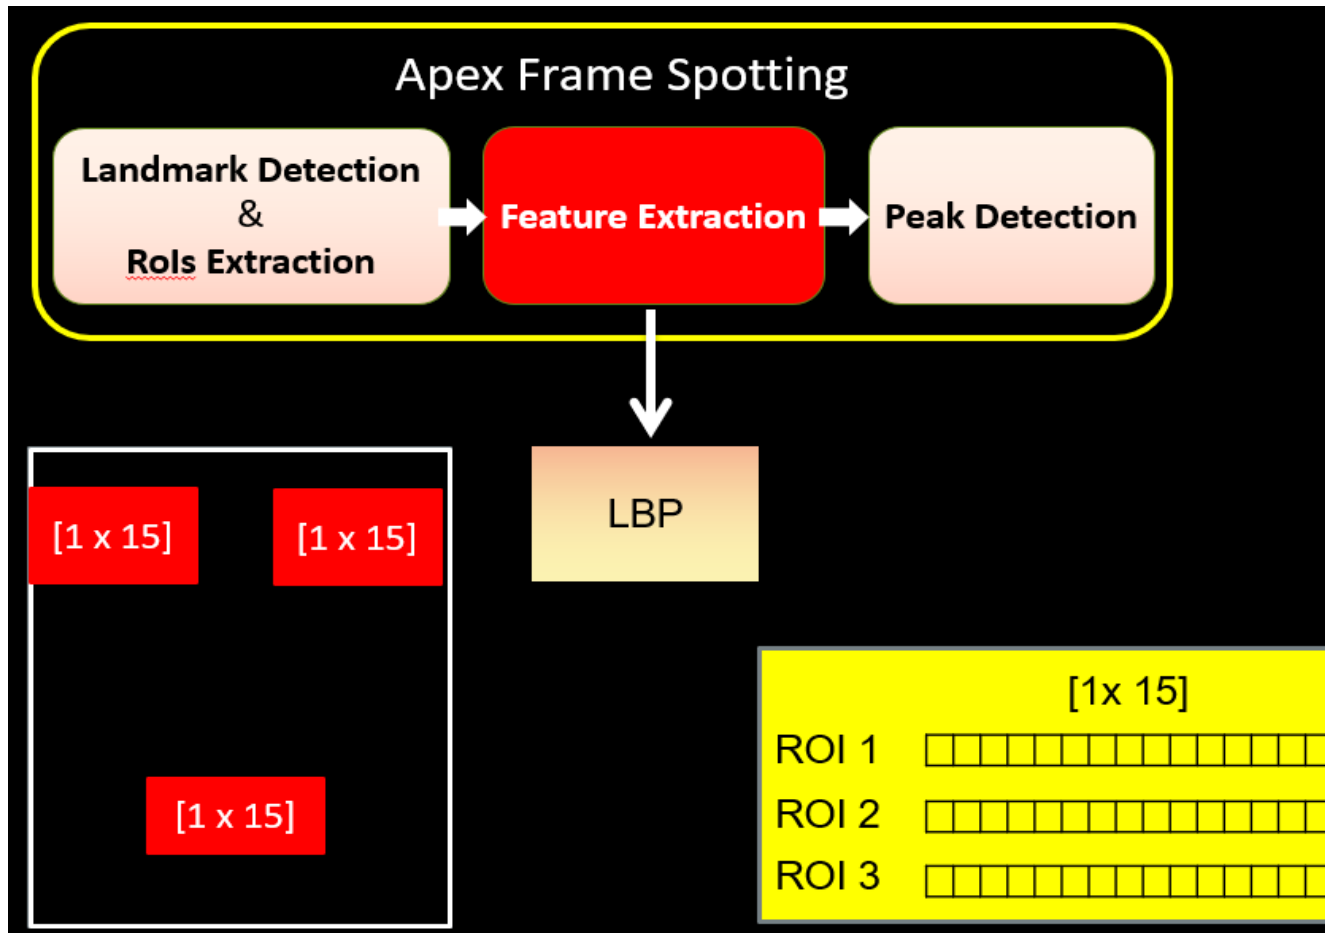 Apex Frame Spotting
Landmark Detection
&
RoIs Extraction
Feature Extraction
Peak Detection
[1 x 15]
[1 x 15]
LBP
[1 x 15]
[1x 15]
ROI 1
ROI 2
ROI 3